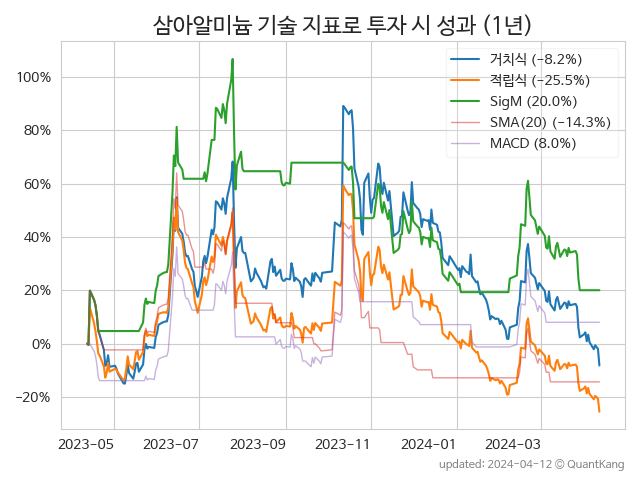 삼아알미늄 기술 지표로 투자 시 성과 (1년)
거치식 (−8.2%)
적립식 (−25.5%)
SigM (20.0%)
SMA(20) (−14.3%)
MACD (8.0%)
100%
80%
60%
40%
20%
0%
−20%
2023-05 2023-07 2023-09 2023-11 2024-01 2024-03
updated: 2024-04-12 © QuantKang